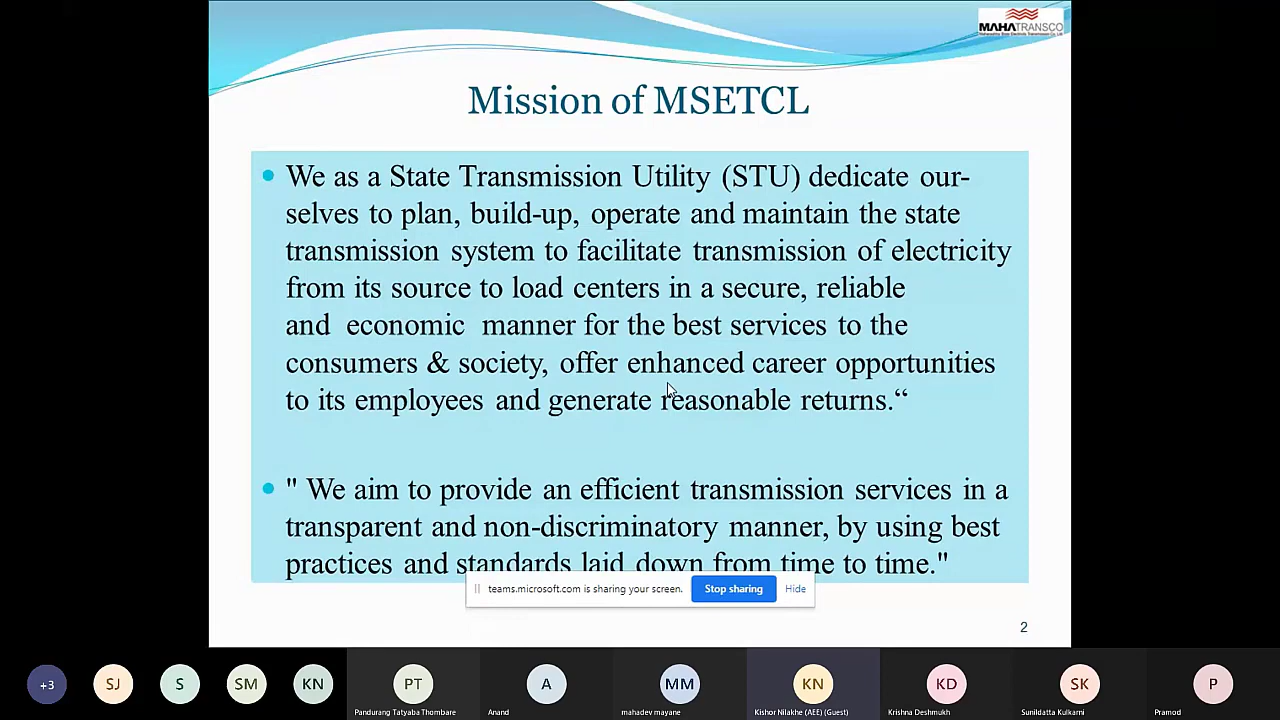 MAHATRANSCO
Maharashtra State Electricity Transmission Co. Ltd.
Mission of MSETCL
We as a State Transmission Utility (STU) dedicate our-
selves to plan, build-up, operate and maintain the state
transmission system to facilitate transmission of electricity
from its source to load centers in a secure, reliable
and economic manner for the best services to the
consumers & society, offer enhanced career opportunities
to its employees and generate reasonable returns.“
" We aim to provide an efficient transmission services in a
transparent and non-discriminatory manner, by using best
practices and standards laid down from time to time."
teams.microsoft.com is sharing your screen. Stop sharing Hide
2
+3 SJ S SM KN PT A MM KN KD SK P
Pandurang Tatyaba Thombare Anand mahadev mayane Kishor Nilakhe (AEE) (Guest) Krishna Deshmukh Sunildatta Kulkarni Pramod